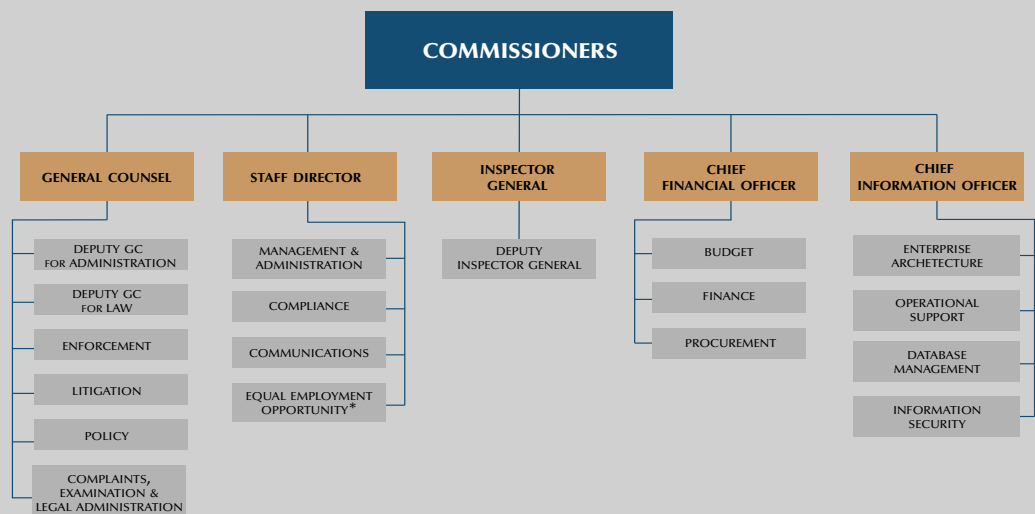 COMMISSIONERS
GENERAL COUNSEL
STAFF DIRECTOR
INSPECTOR
GENERAL
CHIEF
FINANCIAL OFFICER
CHIEF
INFORMATION OFFICER
DEPUTY GC
FOR ADMINISTRATION
DEPUTY GC
FOR LAW
ENFORCEMENT
LITIGATION
POLICY
COMPLAINTS,
EXAMINATION &
LEGAL ADMINISTRATION
MANAGEMENT &
ADMINISTRATION
COMPLIANCE
COMMUNICATIONS
EQUAL EMPLOYMENT
OPPORTUNITY*
DEPUTY
INSPECTOR GENERAL
BUDGET
FINANCE
PROCUREMENT
ENTERPRISE
ARCHETECTURE
OPERATIONAL
SUPPORT
DATABASE
MANAGEMENT
INFORMATION
SECURITY